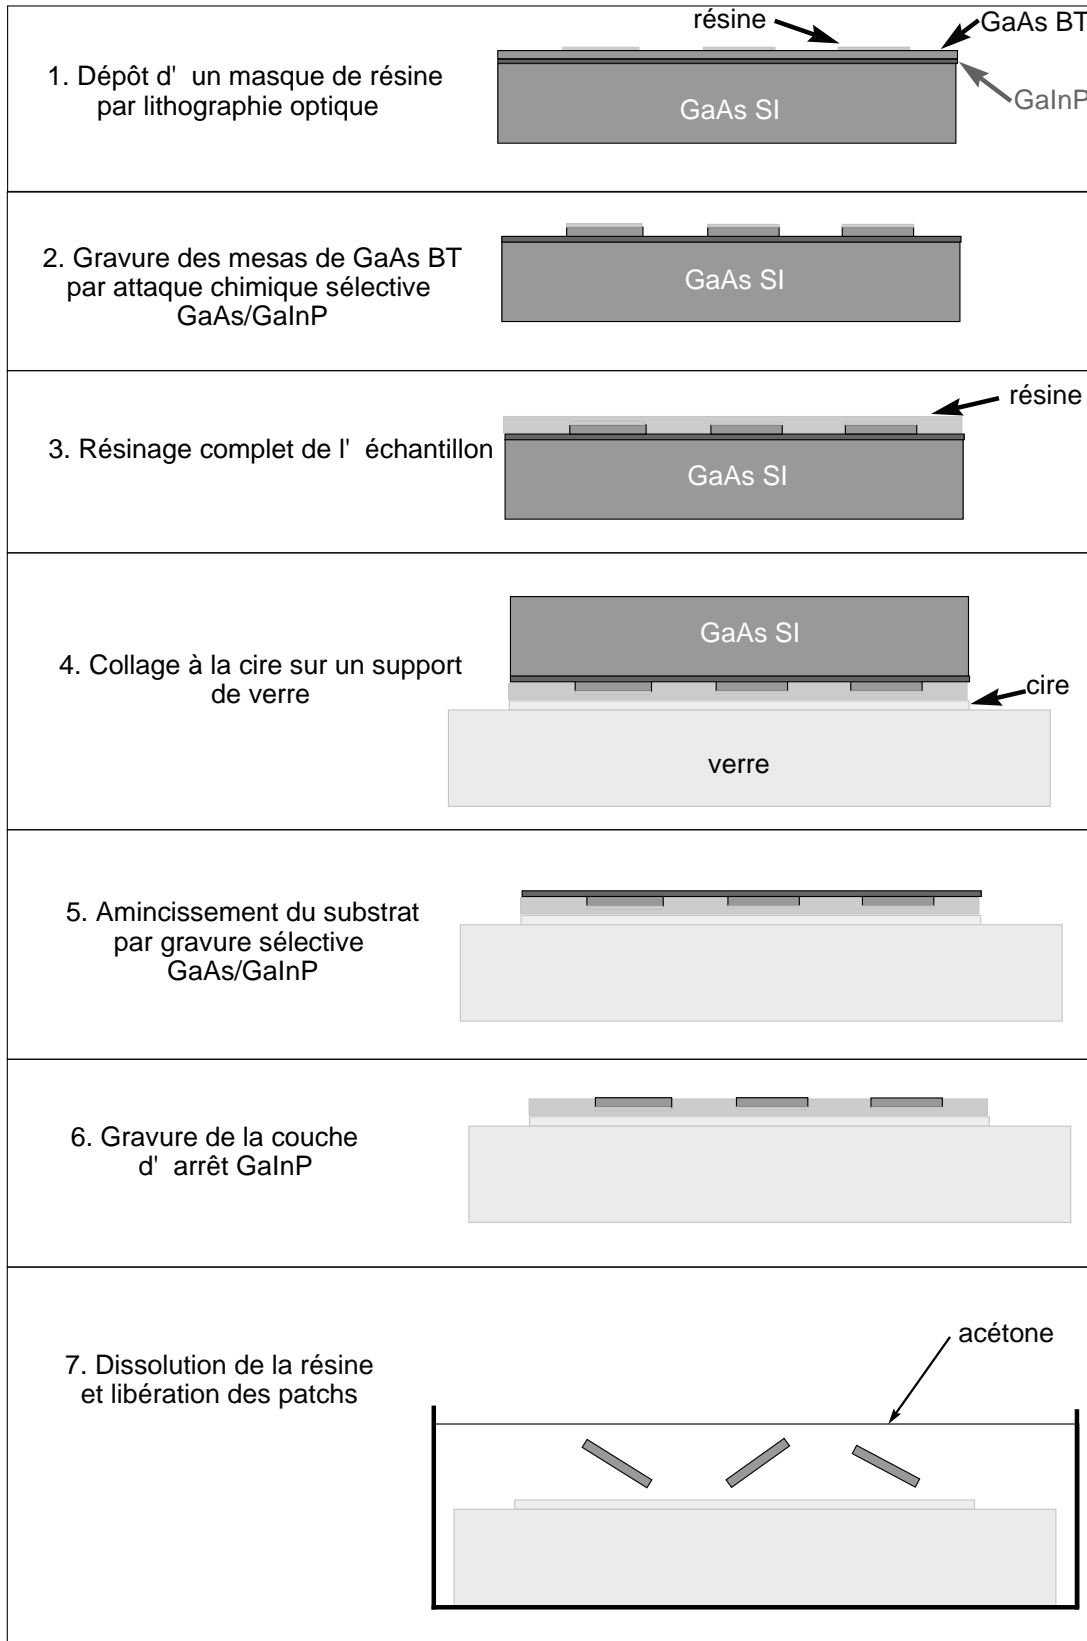 résine
GaAs BT
1. Dépôt d' un masque de résine
par lithographie optique
GaAs SI
GaInP
2. Gravure des mesas de GaAs BT
par attaque chimique sélective
GaAs/GaInP
GaAs SI
résine
3. Résinage complet de l' échantillon
GaAs SI
GaAs SI
4. Collage à la cire sur un support
de verre
cire
verre
5. Amincissement du substrat
par gravure sélective
GaAs/GaInP
6. Gravure de la couche
d' arrêt GaInP
acétone
7. Dissolution de la résine
et libération des patchs